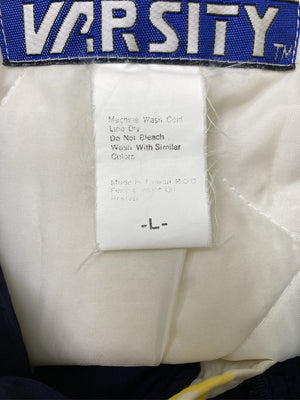 VARSITY
TM
Machine Wash Cold
Line Dry
Do Not Bleach
Wash With Similar
Colors
Made In Taiwan R.O.C
-L-